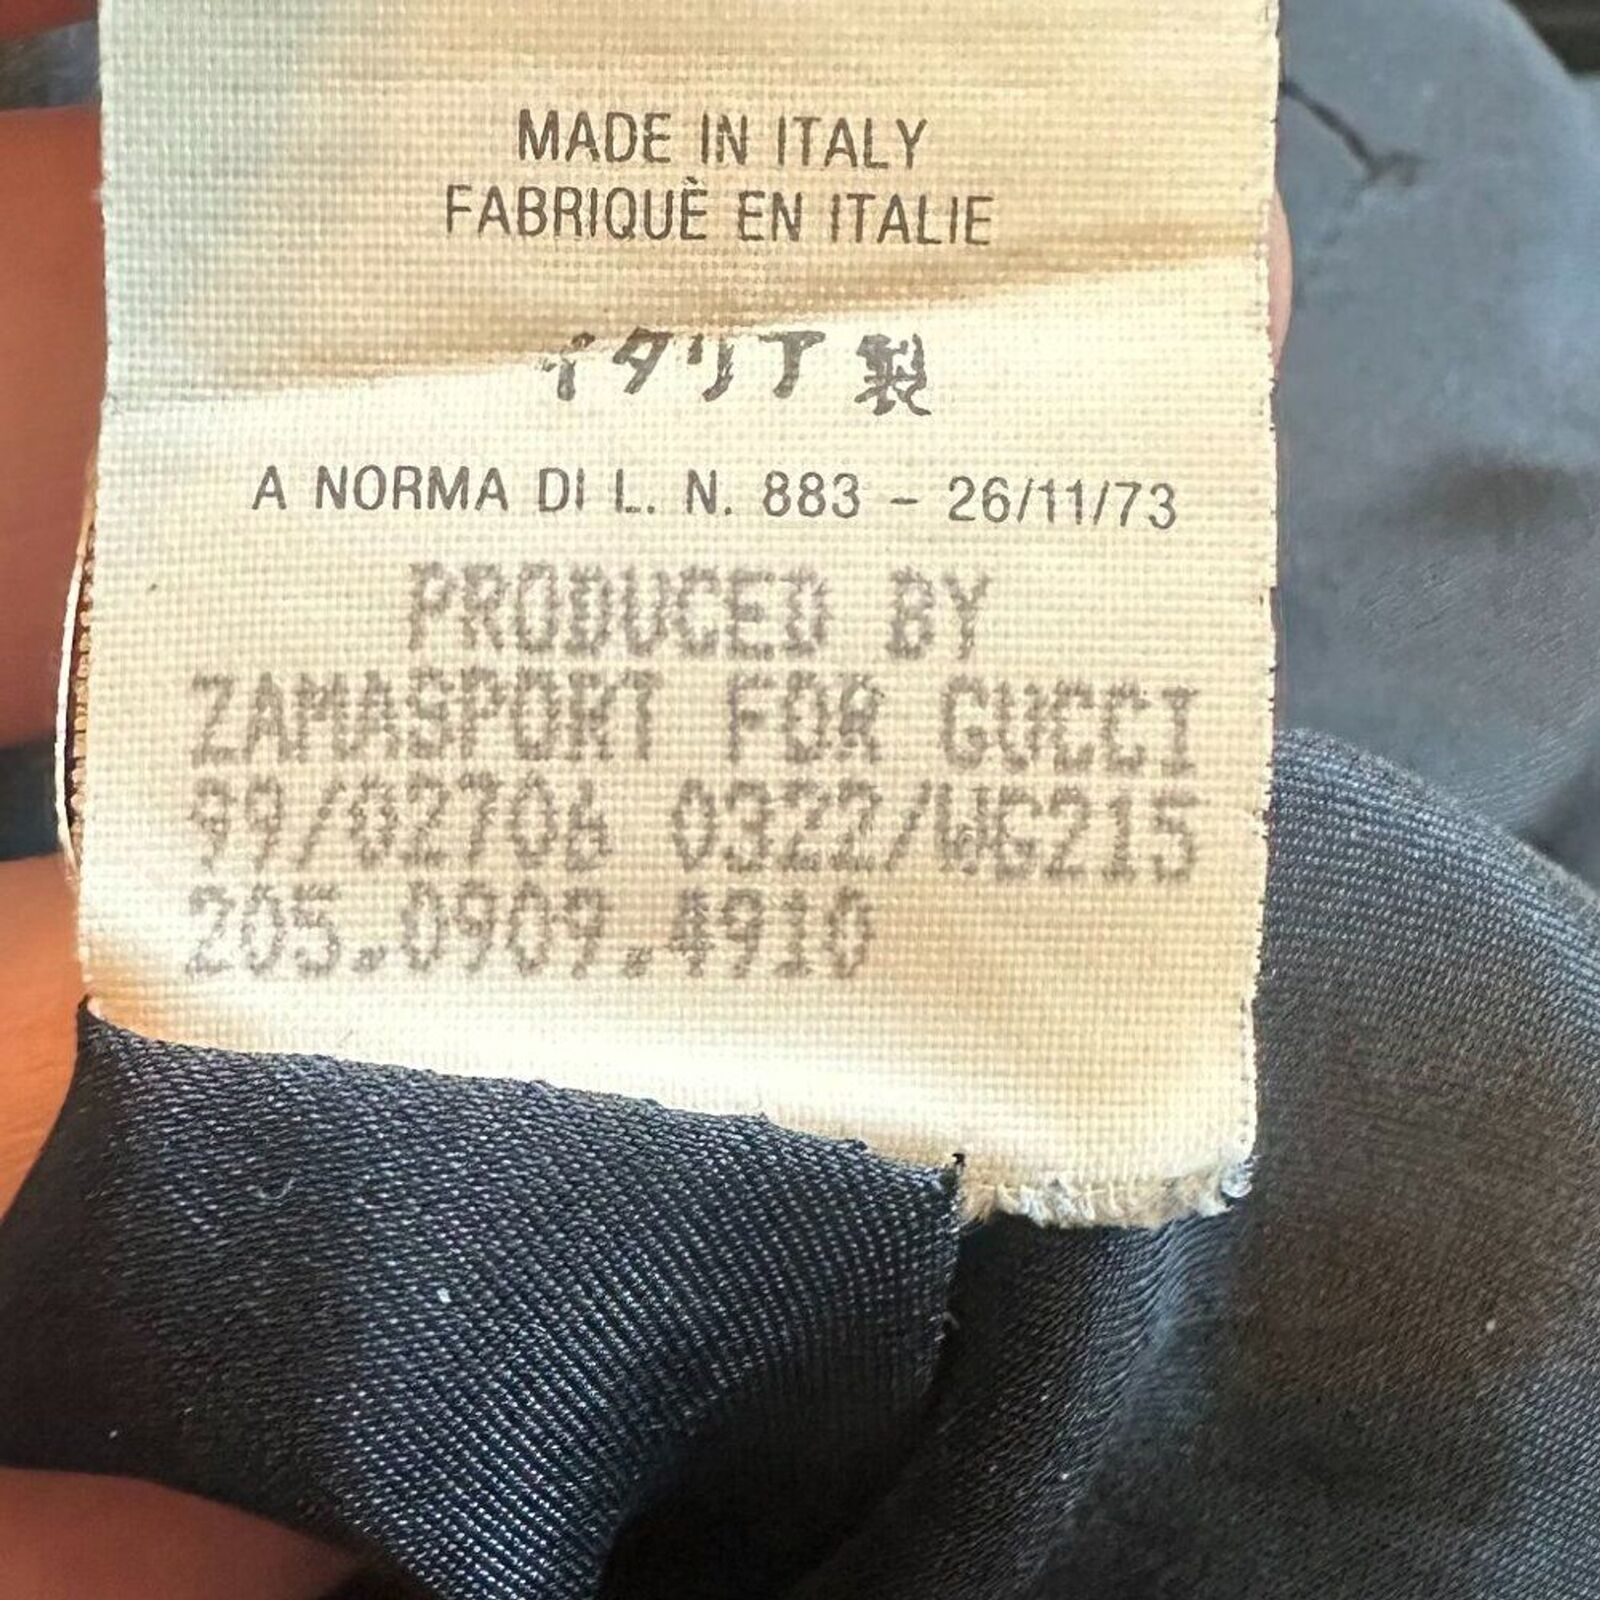 MADE IN ITALY
FABRIQUÈ EN ITALIE
イタリア製
A NORMA DI L. N. 883 - 26/11/73
PRODUCED BY
ZAMASPORT FOR GUCCI
99/02706 0322/WG215
205.0909.4910